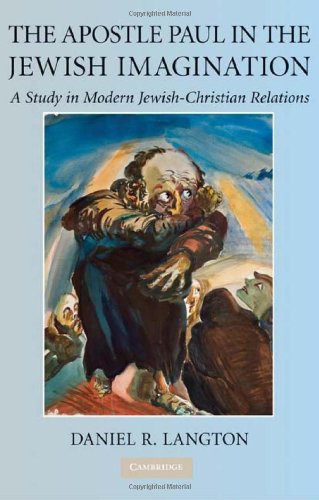 THE APOSTLE PAUL IN THE
JEWISH IMAGINATION
A Study in Modern Jewish-Christian Relations
DANIEL R. LANGTON
CAMBRIDGE